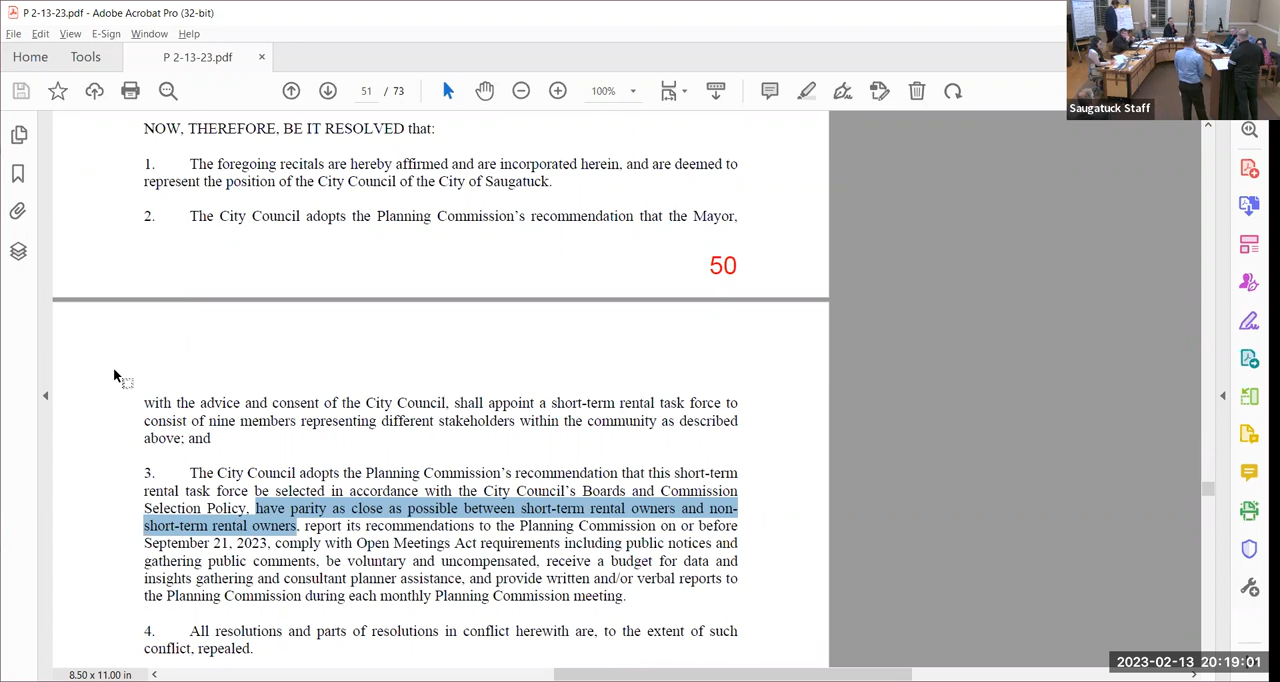 P 2-13-23.pdf - Adobe Acrobat Pro (32-bit)
File Edit View E-Sign Window Help
Home Tools P 2-13-23.pdf ×
51 / 73 100%
Saugatuck Staff
NOW, THEREFORE, BE IT RESOLVED that:
1. The foregoing recitals are hereby affirmed and are incorporated herein, and are deemed to
represent the position of the City Council of the City of Saugatuck.
2. The City Council adopts the Planning Commission's recommendation that the Mayor,
50
with the advice and consent of the City Council, shall appoint a short-term rental task force to
consist of nine members representing different stakeholders within the community as described
above; and
3. The City Council adopts the Planning Commission's recommendation that this short-term
rental task force be selected in accordance with the City Council's Boards and Commission
Selection Policy, have parity as close as possible between short-term rental owners and non-
short-term rental owners, report its recommendations to the Planning Commission on or before
September 21, 2023, comply with Open Meetings Act requirements including public notices and
gathering public comments, be voluntary and uncompensated, receive a budget for data and
insights gathering and consultant planner assistance, and provide written and/or verbal reports to
the Planning Commission during each monthly Planning Commission meeting.
4. All resolutions and parts of resolutions in conflict herewith are, to the extent of such
conflict, repealed.
8.50 x 11.00 in
2023-02-13 20:19:01